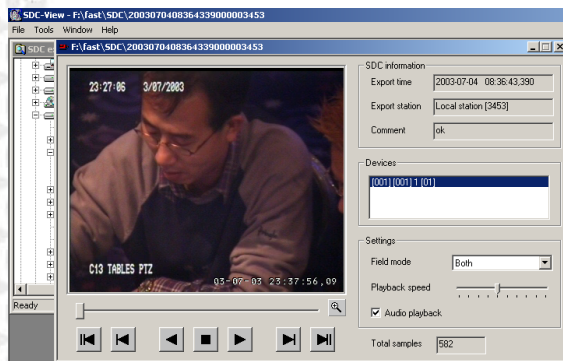 SDC-View - F:\fast\SDC\20030704083643390000003453
File Tools Window Help
F:\fast\SDC\20030704083643390000003453
SDC e
23:27:06 3/07/2003
C13 TABLES PTZ
03-07-03 23:37:56,09
SDC information
Export time 2003-07-04 08:36:43,390
Export station Local station [3453]
Comment ok
Devices
[001] [001] 1 [01]
Settings
Field mode Both
Playback speed
Audio playback
Total samples 582
Ready